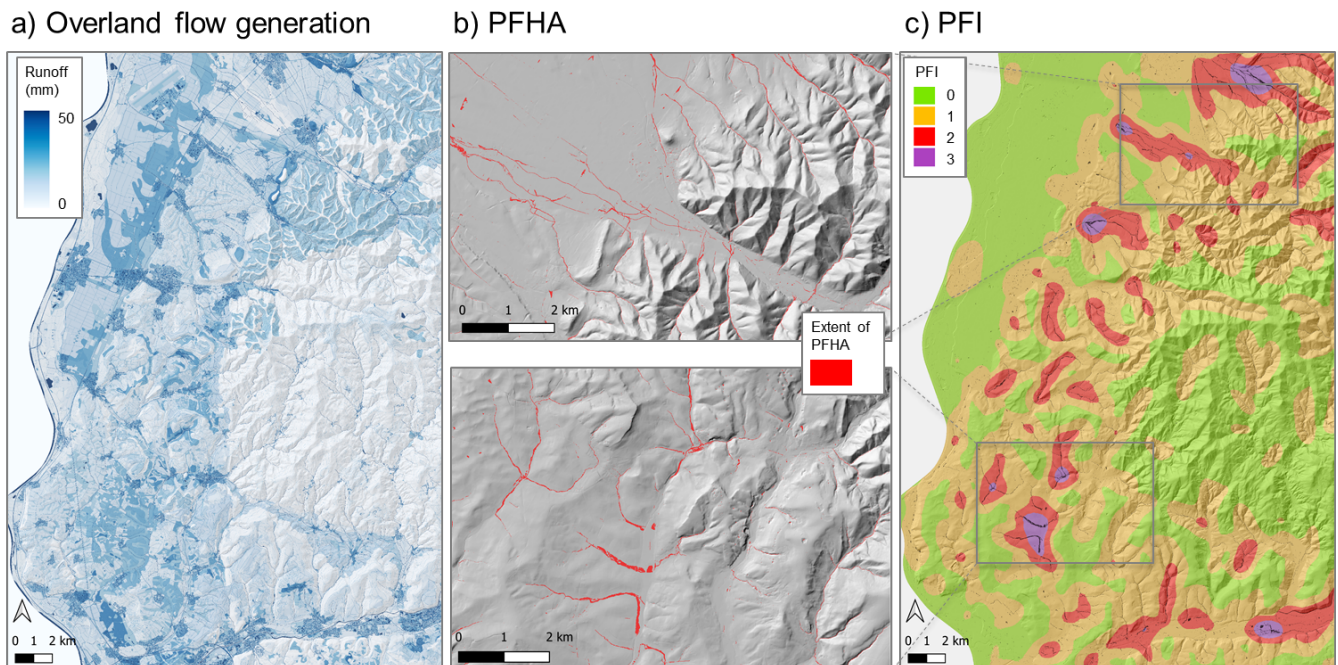 a) Overland flow generation
b) PFHA
c) PFI
Runoff
(mm)
50
0
0 1 2 km
0 1 2 km
Extent of
PFHA
0 1 2 km
PFI
0
1
2
3
0 1 2 km